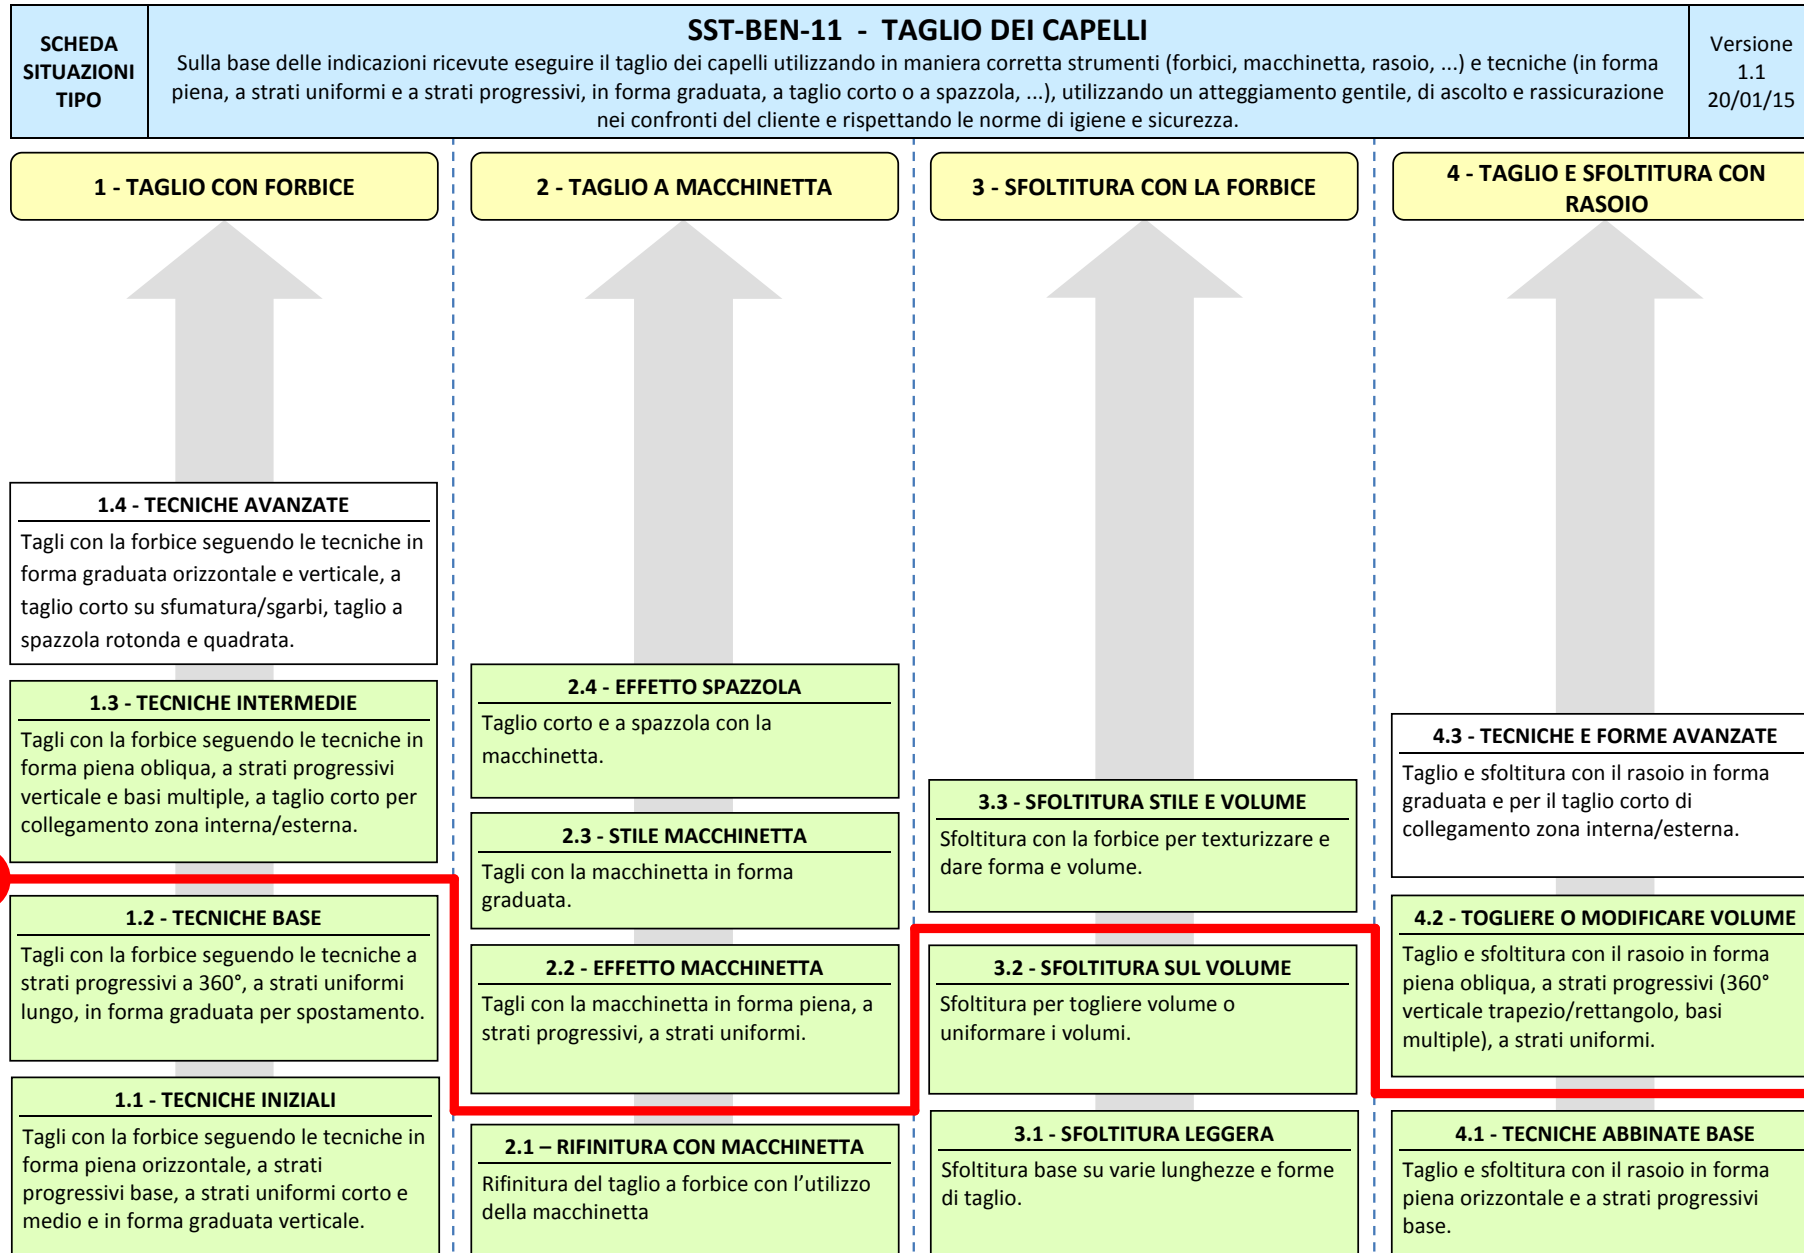 SCHEDA
SITUAZIONI
TIPO
SST-BEN-11 - TAGLIO DEI CAPELLI
Sulla base delle indicazioni ricevute eseguire il taglio dei capelli utilizzando in maniera corretta strumenti (forbici, macchinetta, rasoio, ...) e tecniche (in forma
piena, a strati uniformi e a strati progressivi, in forma graduata, a taglio corto o a spazzola, ...), utilizzando un atteggiamento gentile, di ascolto e rassicurazione
nei confronti del cliente e rispettando le norme di igiene e sicurezza.
Versione
1.1
20/01/15
1 - TAGLIO CON FORBICE
1.4 - TECNICHE AVANZATE
Tagli con la forbice seguendo le tecniche in
forma graduata orizzontale e verticale, a
taglio corto su sfumatura/sgarbi, taglio a
spazzola rotonda e quadrata.
1.3 - TECNICHE INTERMEDIE
Tagli con la forbice seguendo le tecniche in
forma piena obliqua, a strati progressivi
verticale e basi multiple, a taglio corto per
collegamento zona interna/esterna.
1.2 - TECNICHE BASE
Tagli con la forbice seguendo le tecniche a
strati progressivi a 360°, a strati uniformi
lungo, in forma graduata per spostamento.
1.1 - TECNICHE INIZIALI
Tagli con la forbice seguendo le tecniche in
forma piena orizzontale, a strati
progressivi base, a strati uniformi corto e
medio e in forma graduata verticale.
2 - TAGLIO A MACCHINETTA
2.4 - EFFETTO SPAZZOLA
Taglio corto e a spazzola con la
macchinetta.
2.3 - STILE MACCHINETTA
Tagli con la macchinetta in forma
graduata.
2.2 - EFFETTO MACCHINETTA
Tagli con la macchinetta in forma piena, a
strati progressivi, a strati uniformi.
2.1 – RIFINITURA CON MACCHINETTA
Rifinitura del taglio a forbice con l’utilizzo
della macchinetta
3 - SFOLTITURA CON LA FORBICE
3.3 - SFOLTITURA STILE E VOLUME
Sfoltitura con la forbice per texturizzare e
dare forma e volume.
3.2 - SFOLTITURA SUL VOLUME
Sfoltitura per togliere volume o
uniformare i volumi.
3.1 - SFOLTITURA LEGGERA
Sfoltitura base su varie lunghezze e forme
di taglio.
4 - TAGLIO E SFOLTITURA CON
RASOIO
4.3 - TECNICHE E FORME AVANZATE
Taglio e sfoltitura con il rasoio in forma
graduata e per il taglio corto di
collegamento zona interna/esterna.
4.2 - TOGLIERE O MODIFICARE VOLUME
Taglio e sfoltitura con il rasoio in forma
piena obliqua, a strati progressivi (360°
verticale trapezio/rettangolo, basi
multiple), a strati uniformi.
4.1 - TECNICHE ABBINATE BASE
Taglio e sfoltitura con il rasoio in forma
piena orizzontale e a strati progressivi
base.